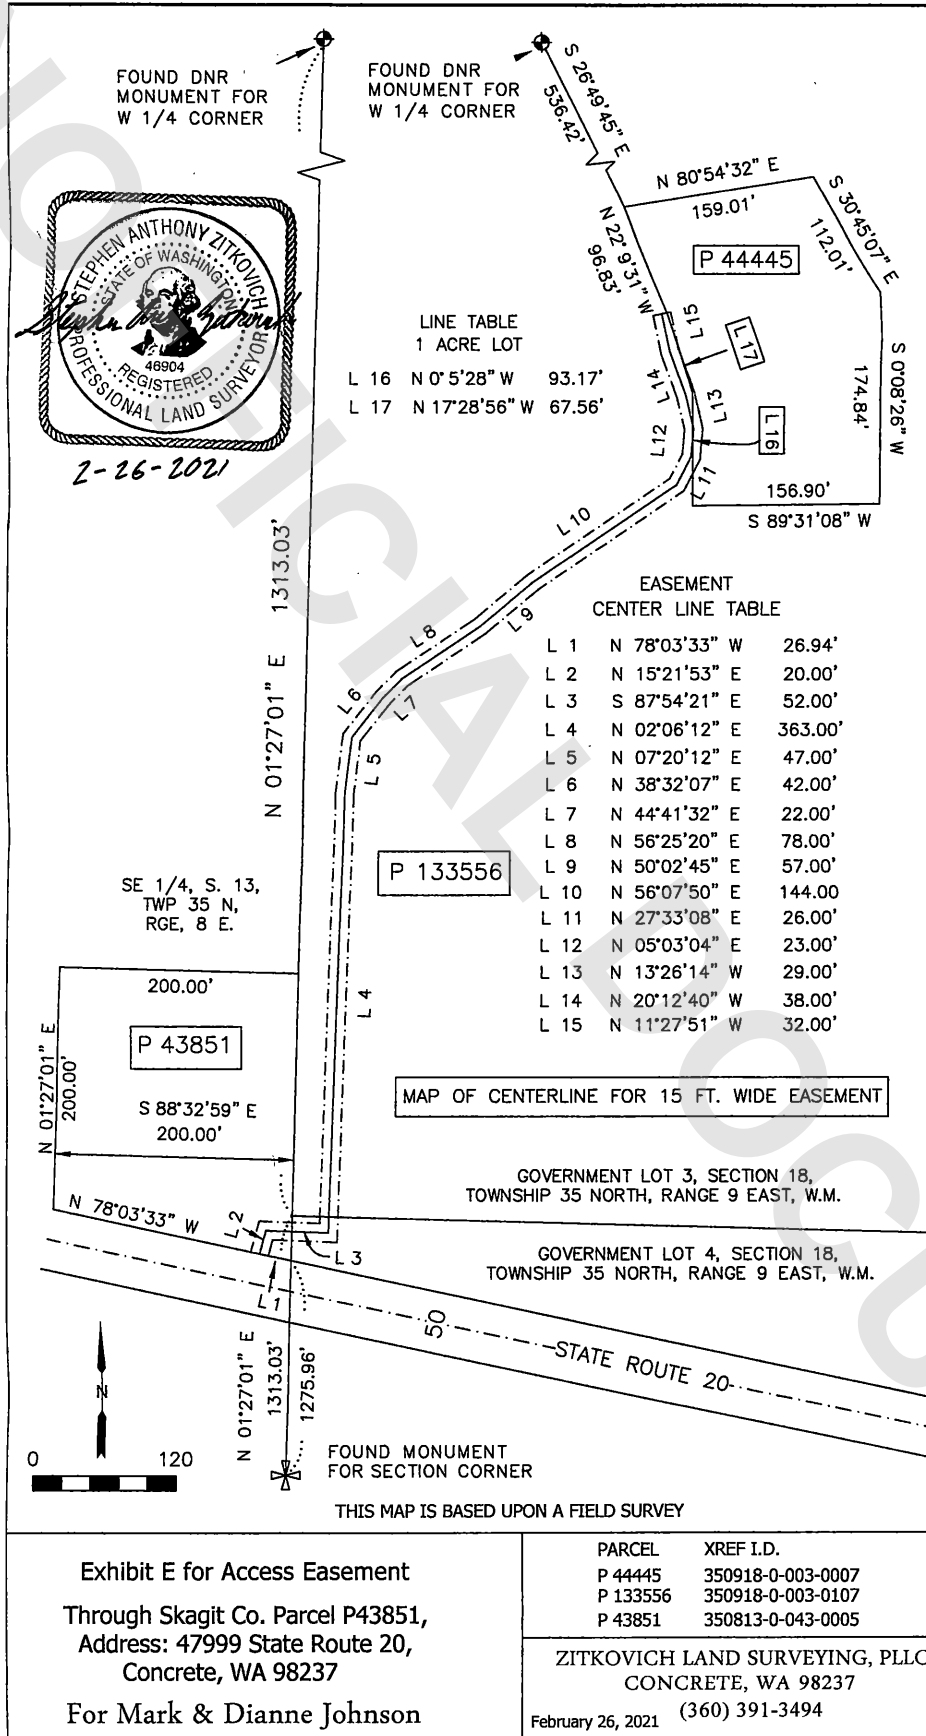 FOUND DNR
MONUMENT FOR
W 1/4 CORNER
FOUND DNR
MONUMENT FOR
W 1/4 CORNER
S 26°49'45" E
536.42'
N 80°54'32" E
159.01'
S 30°45'07" E
112.01'
N 22°9'31" W
96.83'
P 44445
L 15
L 17
L 14
L 13
L 12
L 16
L 11
S 0°08'26" W
174.84'
156.90'
S 89°31'08" W
STEPHEN ANTHONY ZITKOVICH
STATE OF WASHINGTON
46904
REGISTERED
PROFESSIONAL LAND SURVEYOR
2-26-2021
LINE TABLE
1 ACRE LOT
L 16 N 0°5'28" W 93.17'
L 17 N 17°28'56" W 67.56'
N 01°27'01" E 1313.03'
L 10
L 9
L 8
L 7
L 6
L 5
L 4
EASEMENT
CENTER LINE TABLE
L 1 N 78°03'33" W 26.94'
L 2 N 15°21'53" E 20.00'
L 3 S 87°54'21" E 52.00'
L 4 N 02°06'12" E 363.00'
L 5 N 07°20'12" E 47.00'
L 6 N 38°32'07" E 42.00'
L 7 N 44°41'32" E 22.00'
L 8 N 56°25'20" E 78.00'
L 9 N 50°02'45" E 57.00'
L 10 N 56°07'50" E 144.00
L 11 N 27°33'08" E 26.00'
L 12 N 05°03'04" E 23.00'
L 13 N 13°26'14" W 29.00'
L 14 N 20°12'40" W 38.00'
L 15 N 11°27'51" W 32.00'
P 133556
SE 1/4, S. 13,
TWP 35 N,
RGE, 8 E.
200.00'
P 43851
N 01°27'01" E
200.00'
S 88°32'59" E
200.00'
N 78°03'33" W
L 2
L 3
L 1
MAP OF CENTERLINE FOR 15 FT. WIDE EASEMENT
GOVERNMENT LOT 3, SECTION 18,
TOWNSHIP 35 NORTH, RANGE 9 EAST, W.M.
GOVERNMENT LOT 4, SECTION 18,
TOWNSHIP 35 NORTH, RANGE 9 EAST, W.M.
50
STATE ROUTE 20
N 01°27'01" E
1313.03'
1275.96'
N
0 120
FOUND MONUMENT
FOR SECTION CORNER
THIS MAP IS BASED UPON A FIELD SURVEY
Exhibit E for Access Easement
Through Skagit Co. Parcel P43851,
Address: 47999 State Route 20,
Concrete, WA 98237
For Mark & Dianne Johnson
PARCEL XREF I.D.
P 44445 350918-0-003-0007
P 133556 350918-0-003-0107
P 43851 350813-0-043-0005
ZITKOVICH LAND SURVEYING, PLLC
CONCRETE, WA 98237
(360) 391-3494
February 26, 2021